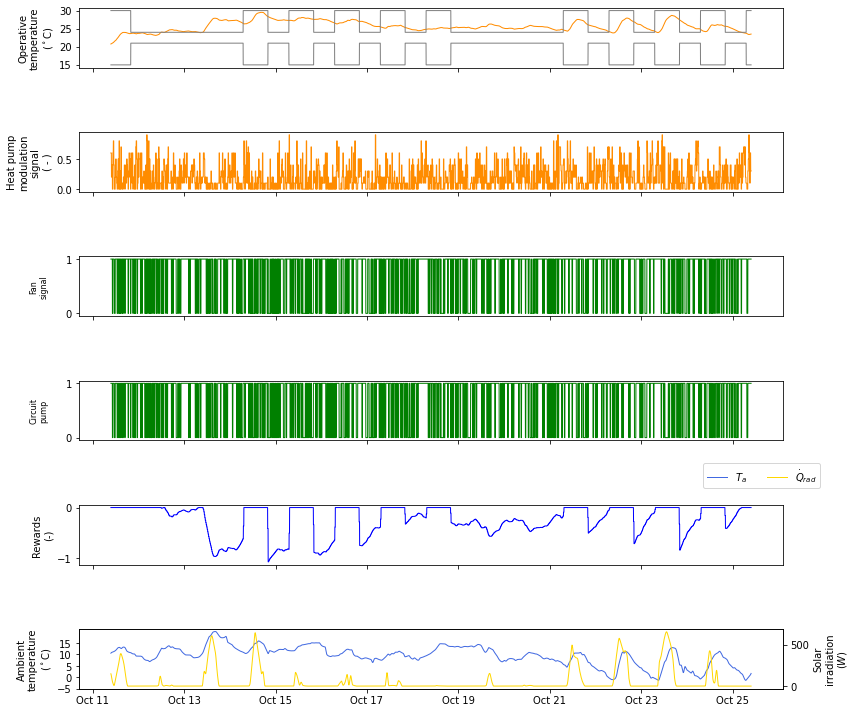 Operative
temperature
(°C)
30
25
20
15
Heat pump
modulation
signal
( - )
0.5
0.0
Fan
signal
1
0
Circuit
pump
1
0
T_a
Q̇_rad
Rewards
(-)
0
−1
Ambient
temperature
(°C)
15
10
5
0
−5
500
0
Solar
irradiation
(W)
Oct 11 Oct 13 Oct 15 Oct 17 Oct 19 Oct 21 Oct 23 Oct 25